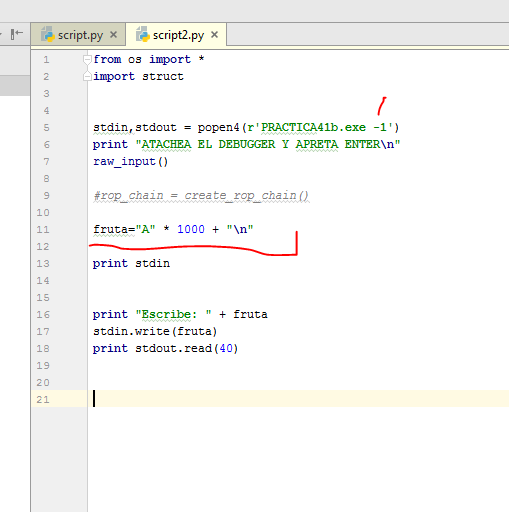 script.py
script2.py
1 from os import *
2 import struct
3
4
5 stdin,stdout = popen4(r'PRACTICA41b.exe -1')
6 print "ATACHEA EL DEBUGGER Y APRETA ENTER\n"
7 raw_input()
8
9 #rop_chain = create_rop_chain()
10
11 fruta="A" * 1000 + "\n"
12
13 print stdin
14
15
16 print "Escribe: " + fruta
17 stdin.write(fruta)
18 print stdout.read(40)
19
20
21